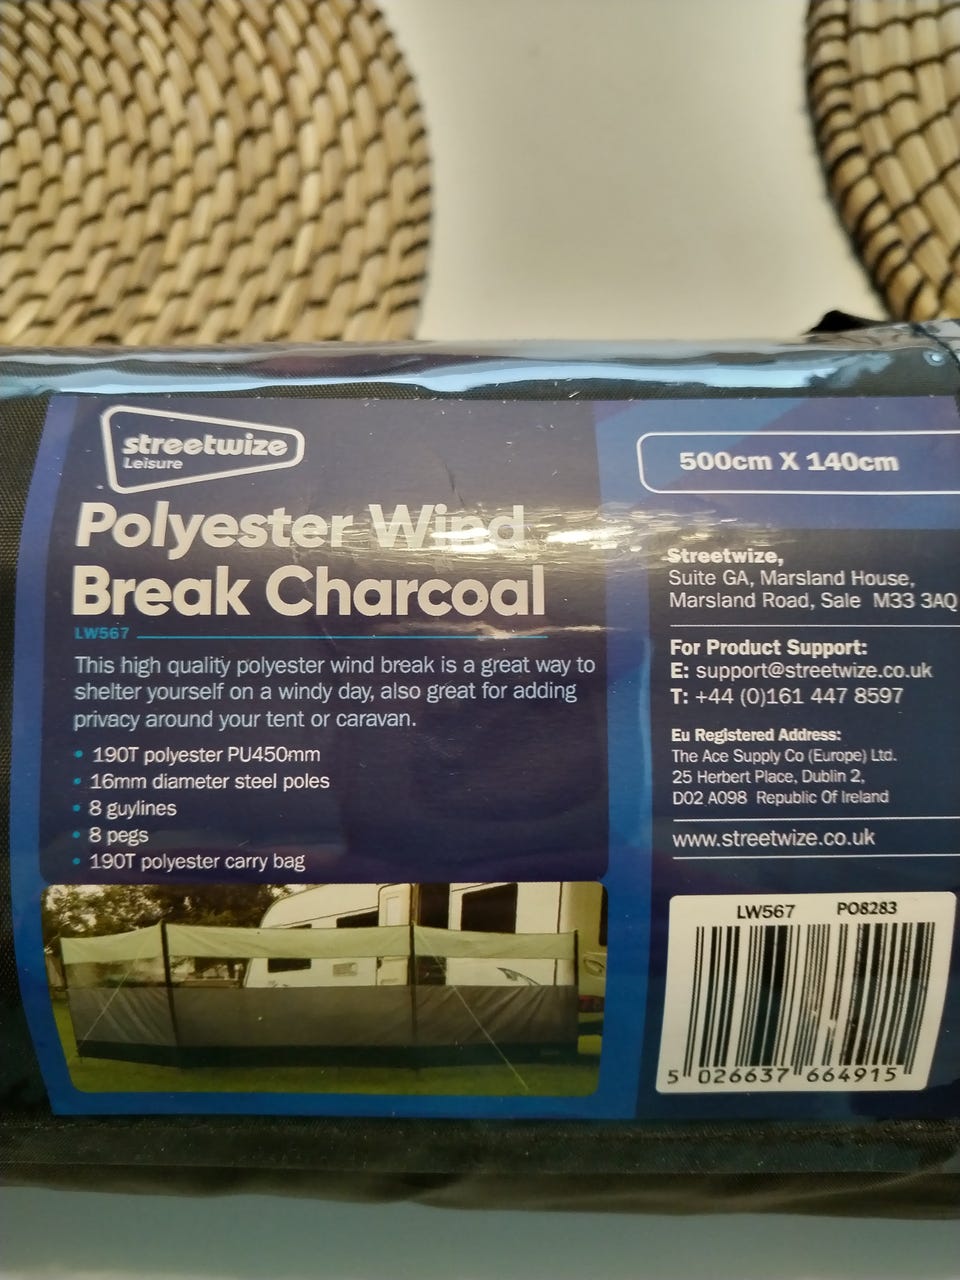 streetwize
Leisure
Polyester Wind
Break Charcoal
LW567
This high quality polyester wind break is a great way to
shelter yourself on a windy day, also great for adding
privacy around your tent or caravan.
• 190T polyester PU450mm
• 16mm diameter steel poles
• 8 guylines
• 8 pegs
• 190T polyester carry bag
500cm X 140cm
Streetwize,
Suite GA, Marsland House,
Marsland Road, Sale M33 3AQ
For Product Support:
E: support@streetwize.co.uk
T: +44 (0)161 447 8597
Eu Registered Address:
The Ace Supply Co (Europe) Ltd.
25 Herbert Place, Dublin 2,
D02 A098 Republic Of Ireland
www.streetwize.co.uk
LW567 PO8283
5 026637 664915